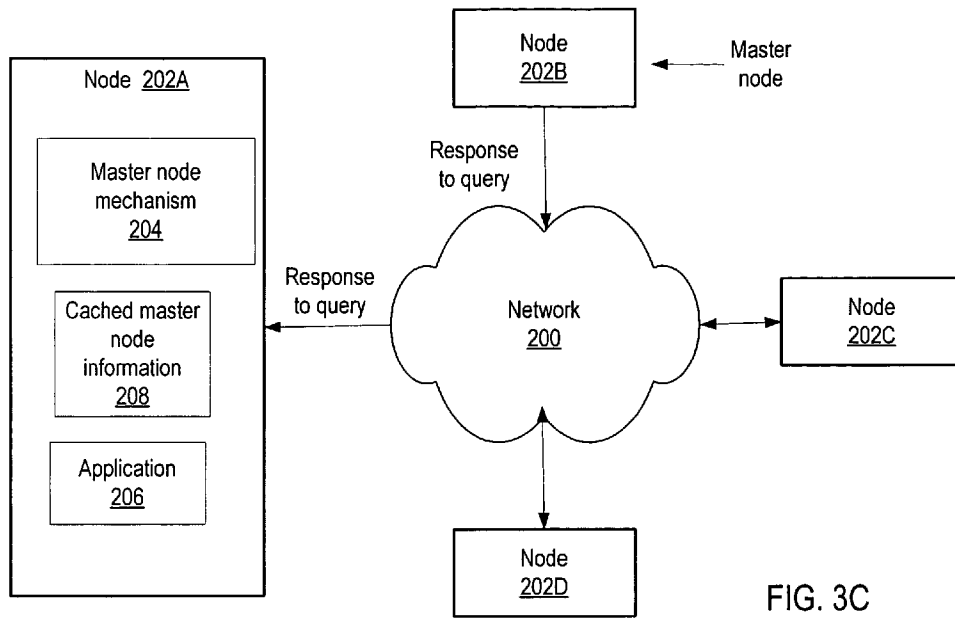 Node 202A
Master node
mechanism
204
Cached master
node
information
208
Application
206
Node
202B
Master
node
Response
to query
Response
to query
Network
200
Node
202C
Node
202D
FIG. 3C